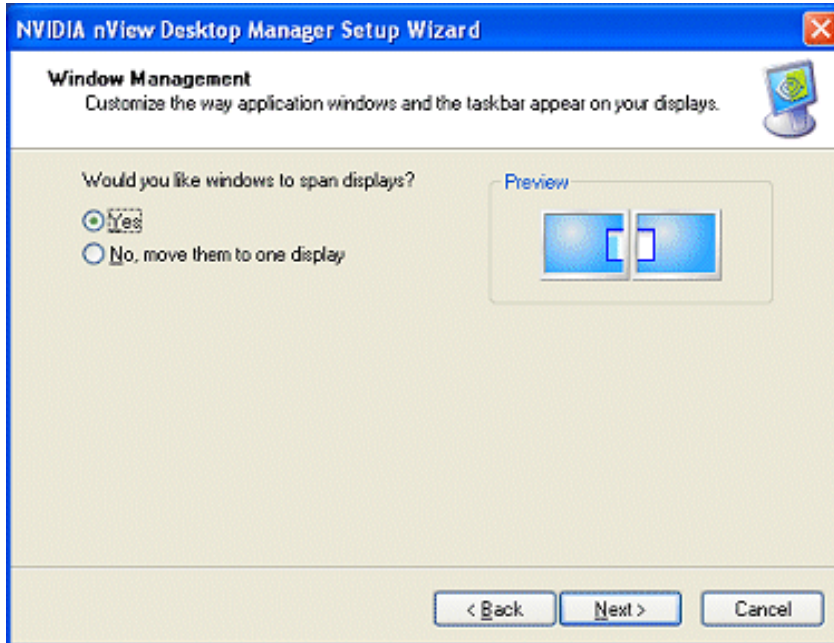 NVIDIA nView Desktop Manager Setup Wizard
Window Management
Customize the way application windows and the taskbar appear on your displays.
Would you like windows to span displays?
Preview
Yes
No, move them to one display
< Back
Next >
Cancel